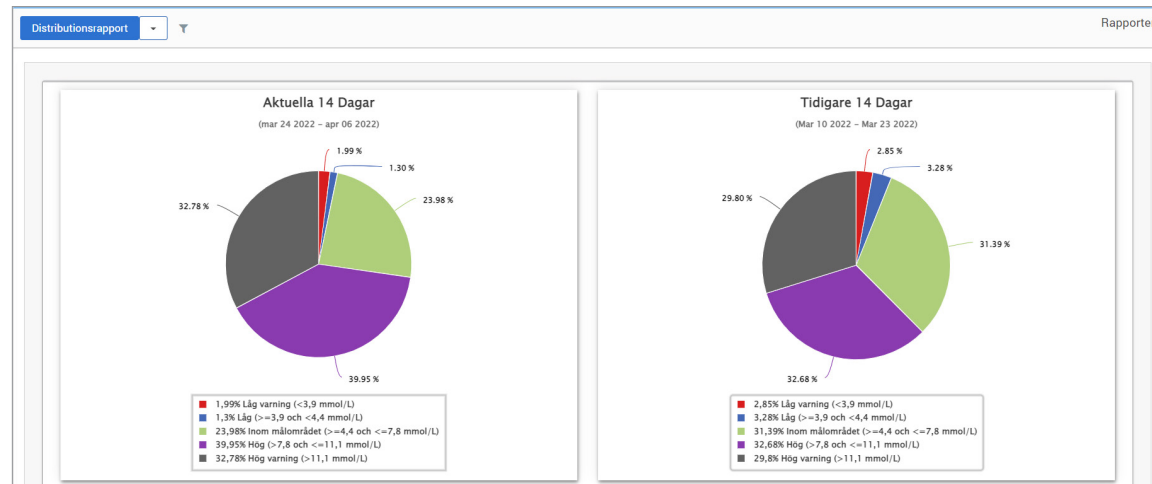 Distributionsrapport
Aktuella 14 Dagar
(mar 24 2022 – apr 06 2022)
1.99 %
1.30 %
23.98 %
32.78 %
39.95 %
1,99% Låg varning (<3,9 mmol/L)
1,3% Låg (>=3,9 och <4,4 mmol/L)
23,98% Inom målområdet (>=4,4 och <=7,8 mmol/L)
39,95% Hög (>7,8 och <=11,1 mmol/L)
32,78% Hög varning (>11,1 mmol/L)
Tidigare 14 Dagar
(Mar 10 2022 – Mar 23 2022)
2.85 %
3.28 %
29.80 %
31.39 %
32.68 %
2,85% Låg varning (<3,9 mmol/L)
3,28% Låg (>=3,9 och <4,4 mmol/L)
31,39% Inom målområdet (>=4,4 och <=7,8 mmol/L)
32,68% Hög (>7,8 och <=11,1 mmol/L)
29,8% Hög varning (>11,1 mmol/L)